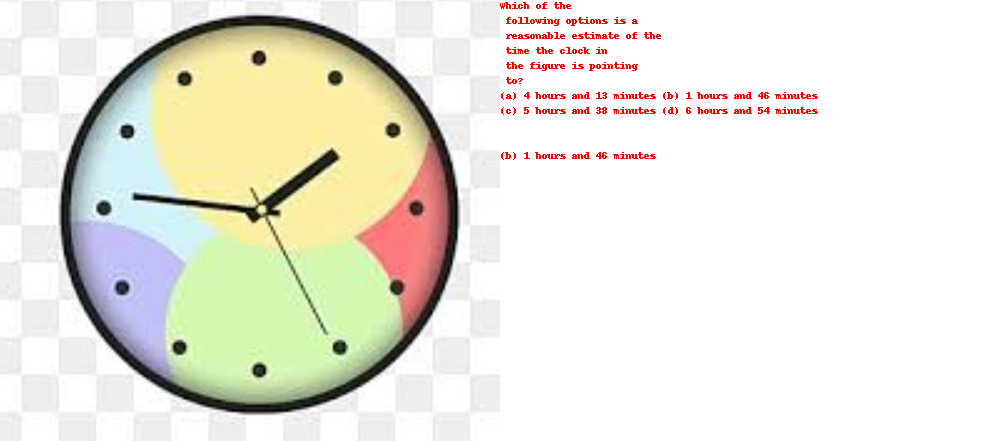 Which of the
following options is a
reasonable estimate of the
time the clock in
the figure is pointing
to?
(a) 4 hours and 13 minutes (b) 1 hours and 46 minutes
(c) 5 hours and 38 minutes (d) 6 hours and 54 minutes
(b) 1 hours and 46 minutes